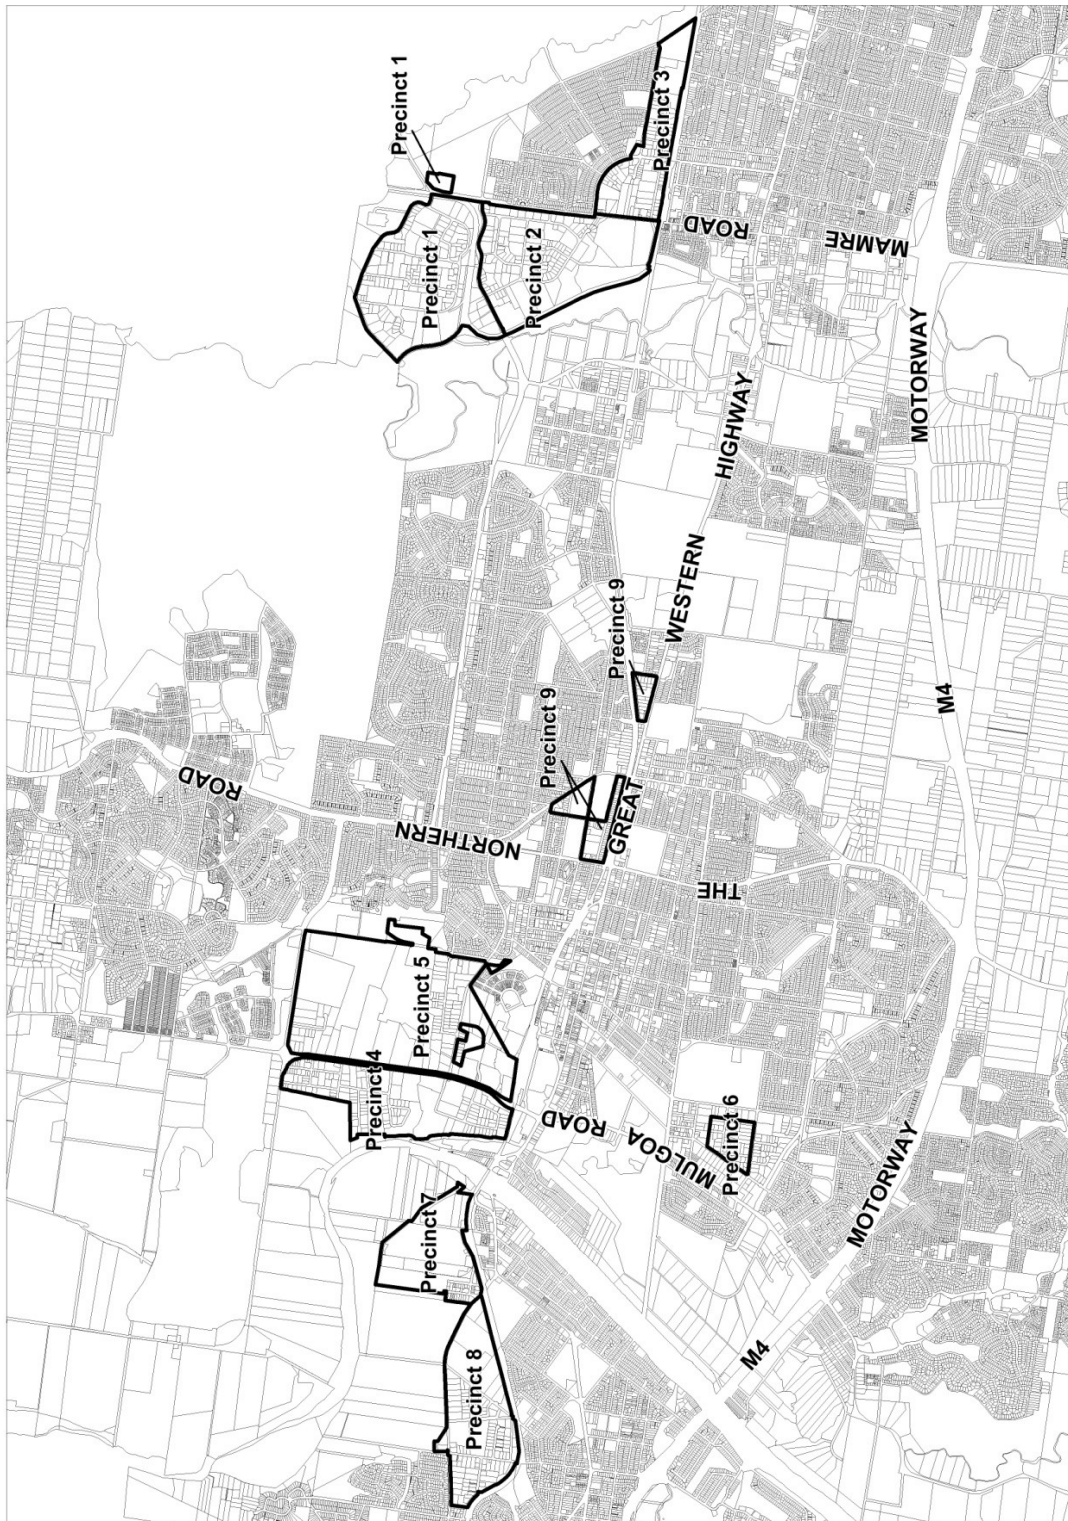 Precinct 1
Precinct 3
Precinct 1
Precinct 2
ROAD
MAMRE
MOTORWAY
HIGHWAY
WESTERN
Precinct 9
Precinct 9
M4
ROAD
NORTHERN
GREAT
THE
Precinct 5
Precinct 4
ROAD
MULGOA
Precinct 6
MOTORWAY
Precinct 7
M4
Precinct 8